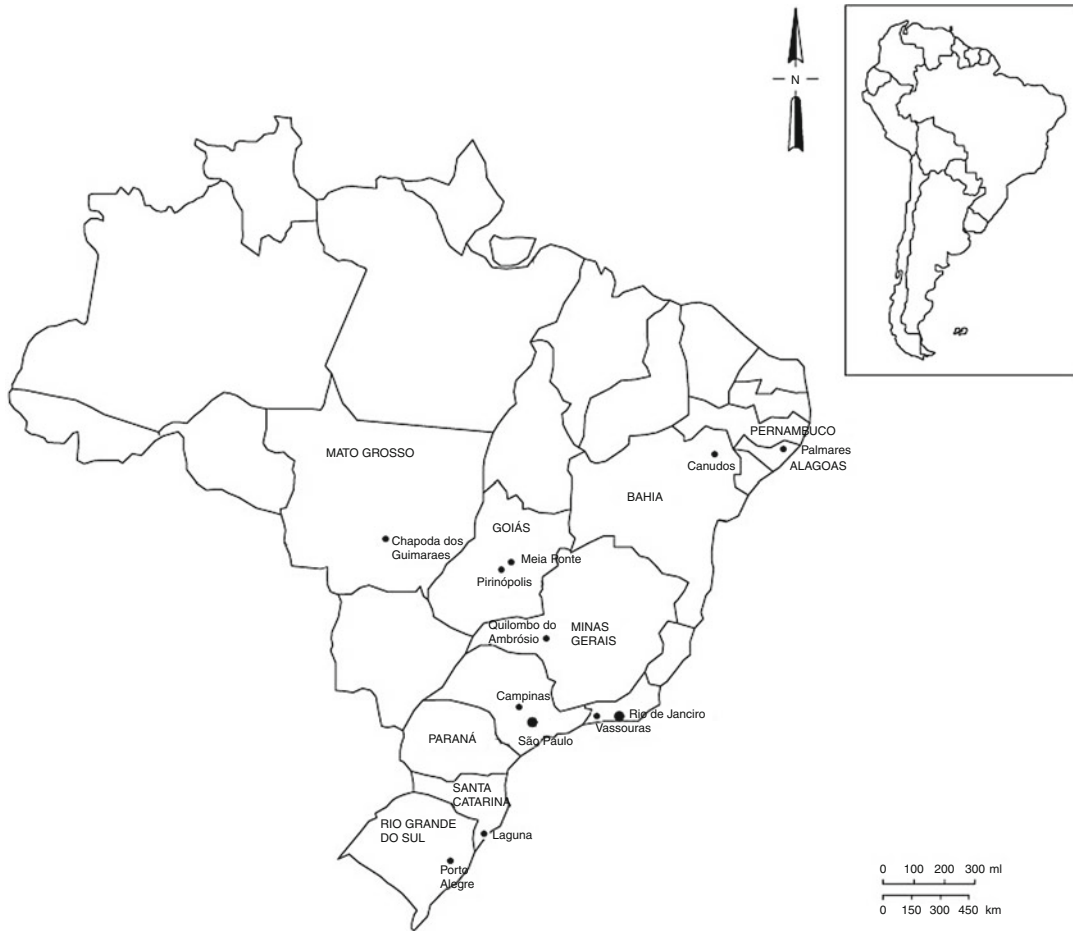 N
MATO GROSSO
PERNAMBUCO
Palmares
ALAGOAS
Canudos
BAHIA
GOIÁS
Chapoda dos
Guimaraes
Meia Ponte
Pirinópolis
Quilombo do
Ambrósio
MINAS
GERAIS
Campinas
Rio de Janciro
Vassouras
São Paulo
PARANÁ
SANTA
CATARINA
RIO GRANDE
DO SUL
Laguna
Porto
Alegre
0 100 200 300 ml
0 150 300 450 km